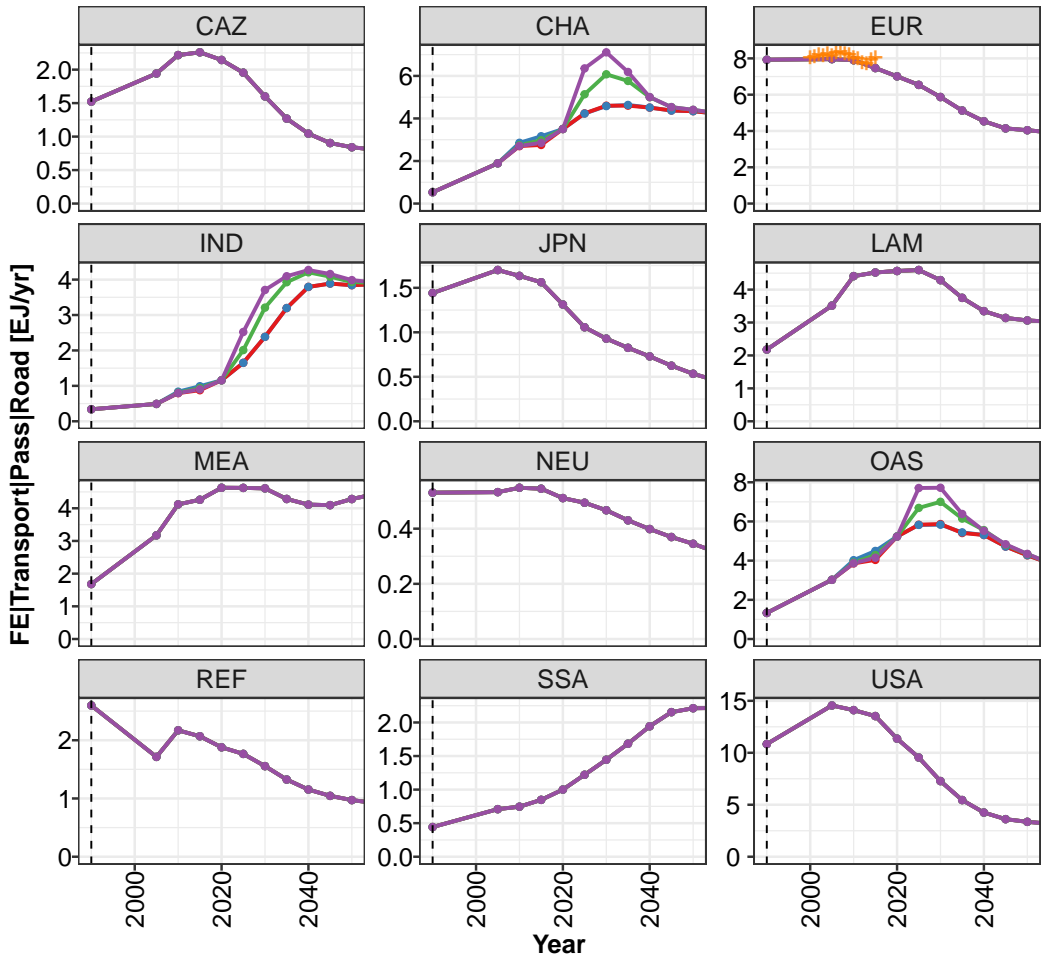 CAZ CHA EUR
2.0 6 8
1.5 6
1.0 4 4
0.5 2 2
0.0 0 0
IND JPN LAM
4 1.5 4
3 1.0 3
2 2
1 0.5 1
0 0.0 0
MEA NEU OAS
4 0.4 8
3 6
2 0.2 4
1 2
0 0.0 0
REF SSA USA
2 2.0 15
1.5 10
1 1.0 5
0.5
0 0.0 0
2000 2020 2040 2000 2020 2040 2000 2020 2040
Year
FE|Transport|Pass|Road [EJ/yr]